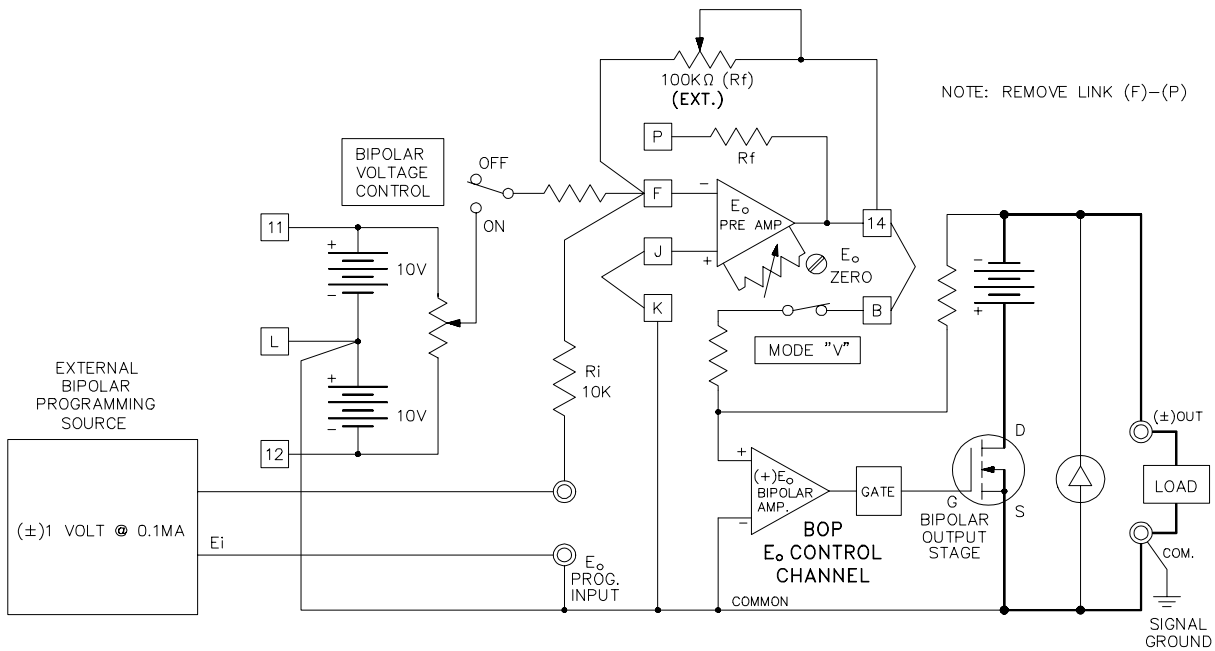 100KΩ (Rf)
(EXT.)
NOTE: REMOVE LINK (F)-(P)
P
Rf
BIPOLAR
VOLTAGE
CONTROL
OFF
ON
F
−
Eo
PRE AMP
14
11
J
+
Eo
ZERO
+
10V
−
K
B
−
+
L
MODE "V"
Ri
10K
EXTERNAL
BIPOLAR
PROGRAMMING
SOURCE
+
10V
−
12
(±)OUT
D
+
(+)Eo
BIPOLAR
AMP.
−
GATE
G
S
LOAD
(±)1 VOLT @ 0.1MA
Ei
BIPOLAR
OUTPUT
STAGE
BOP
Eo CONTROL
CHANNEL
COM.
Eo
PROG.
INPUT
COMMON
SIGNAL
GROUND